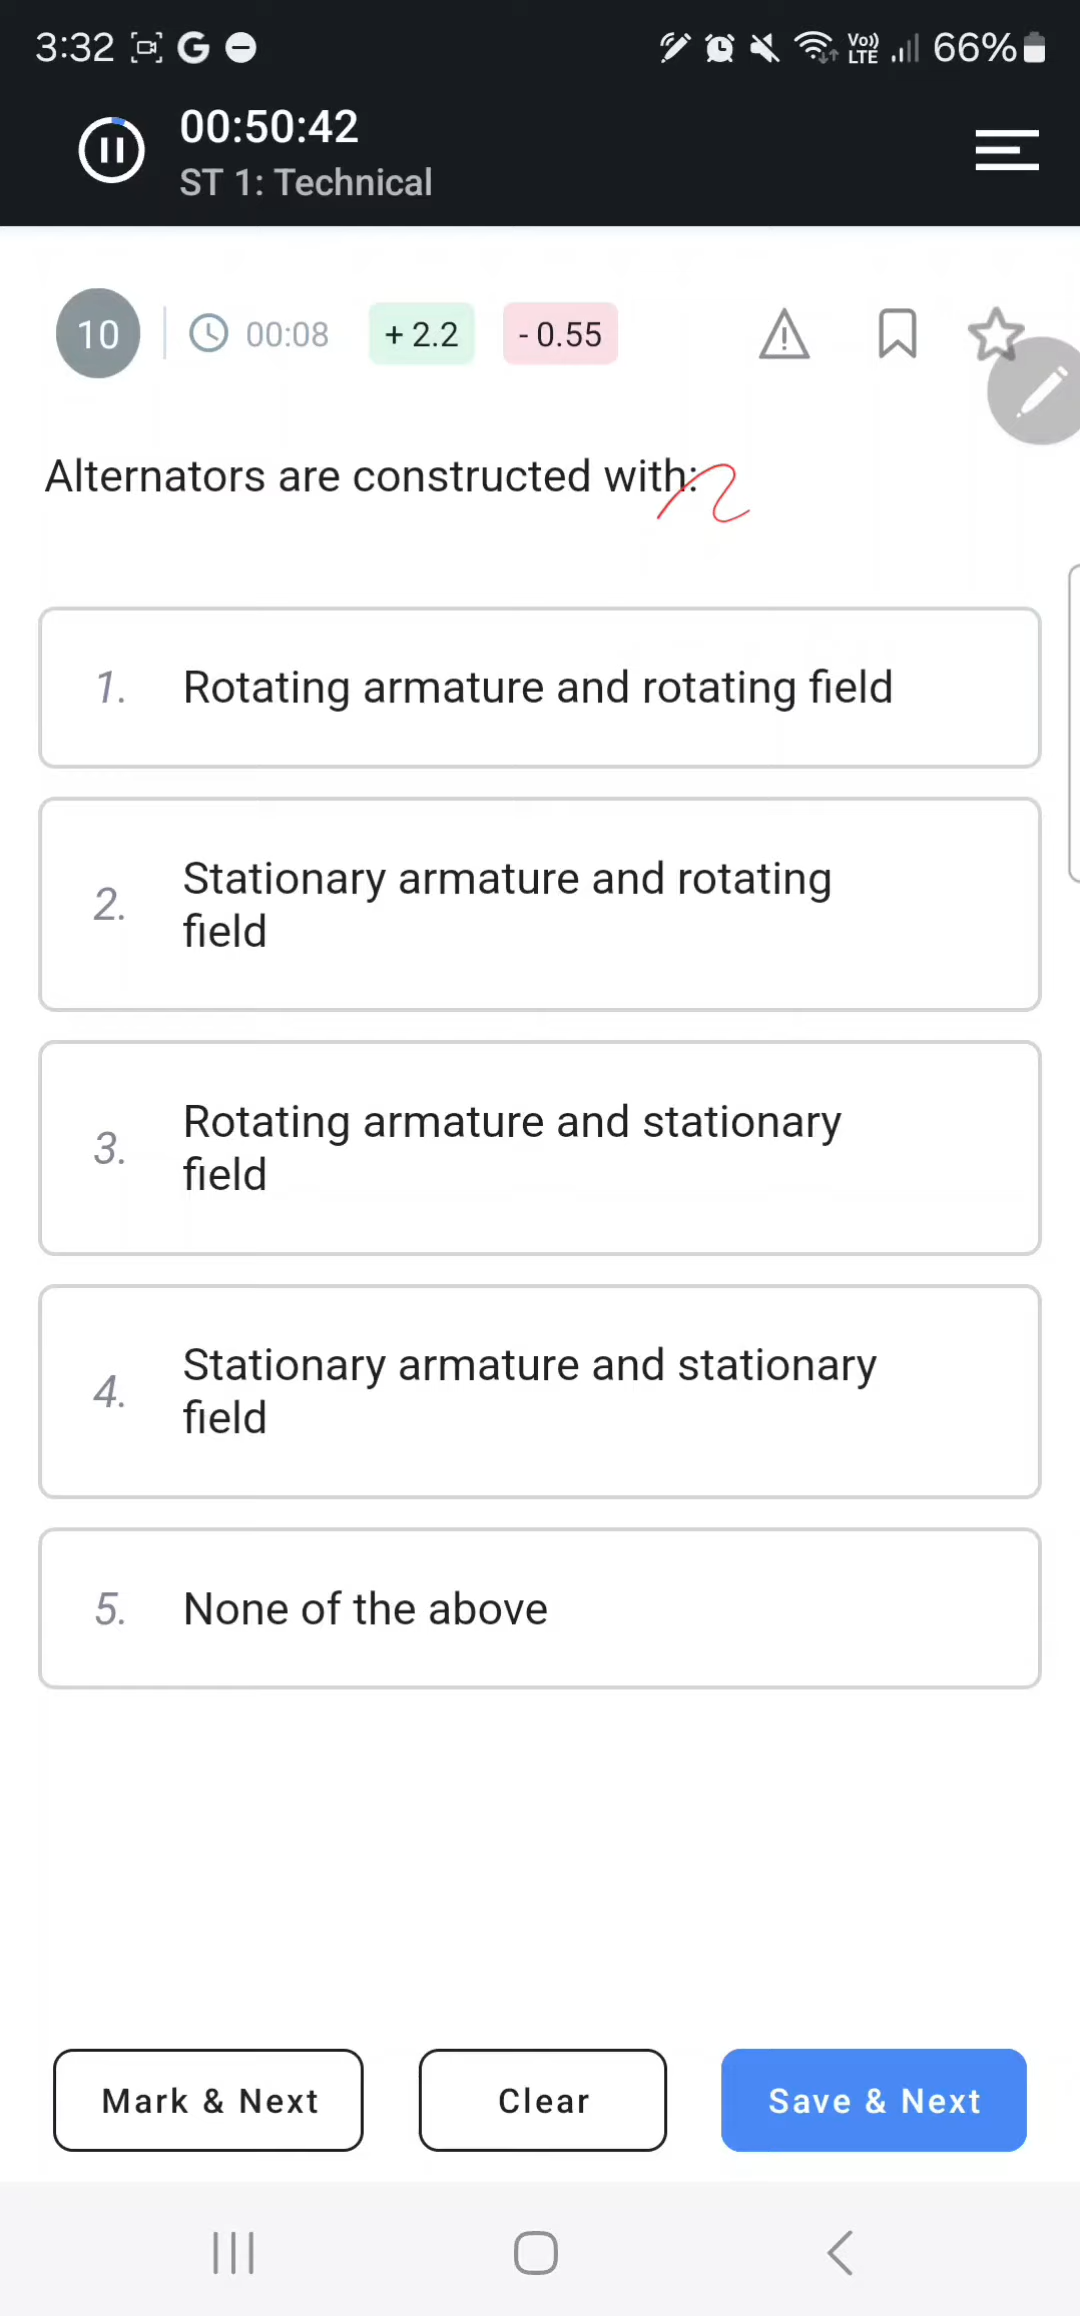 3:32 G Vo)) LTE 66%
00:50:42
ST 1: Technical
10 00:08 + 2.2 - 0.55
Alternators are constructed with:
1. Rotating armature and rotating field
2. Stationary armature and rotating
field
3. Rotating armature and stationary
field
4. Stationary armature and stationary
field
5. None of the above
Mark & Next Clear Save & Next